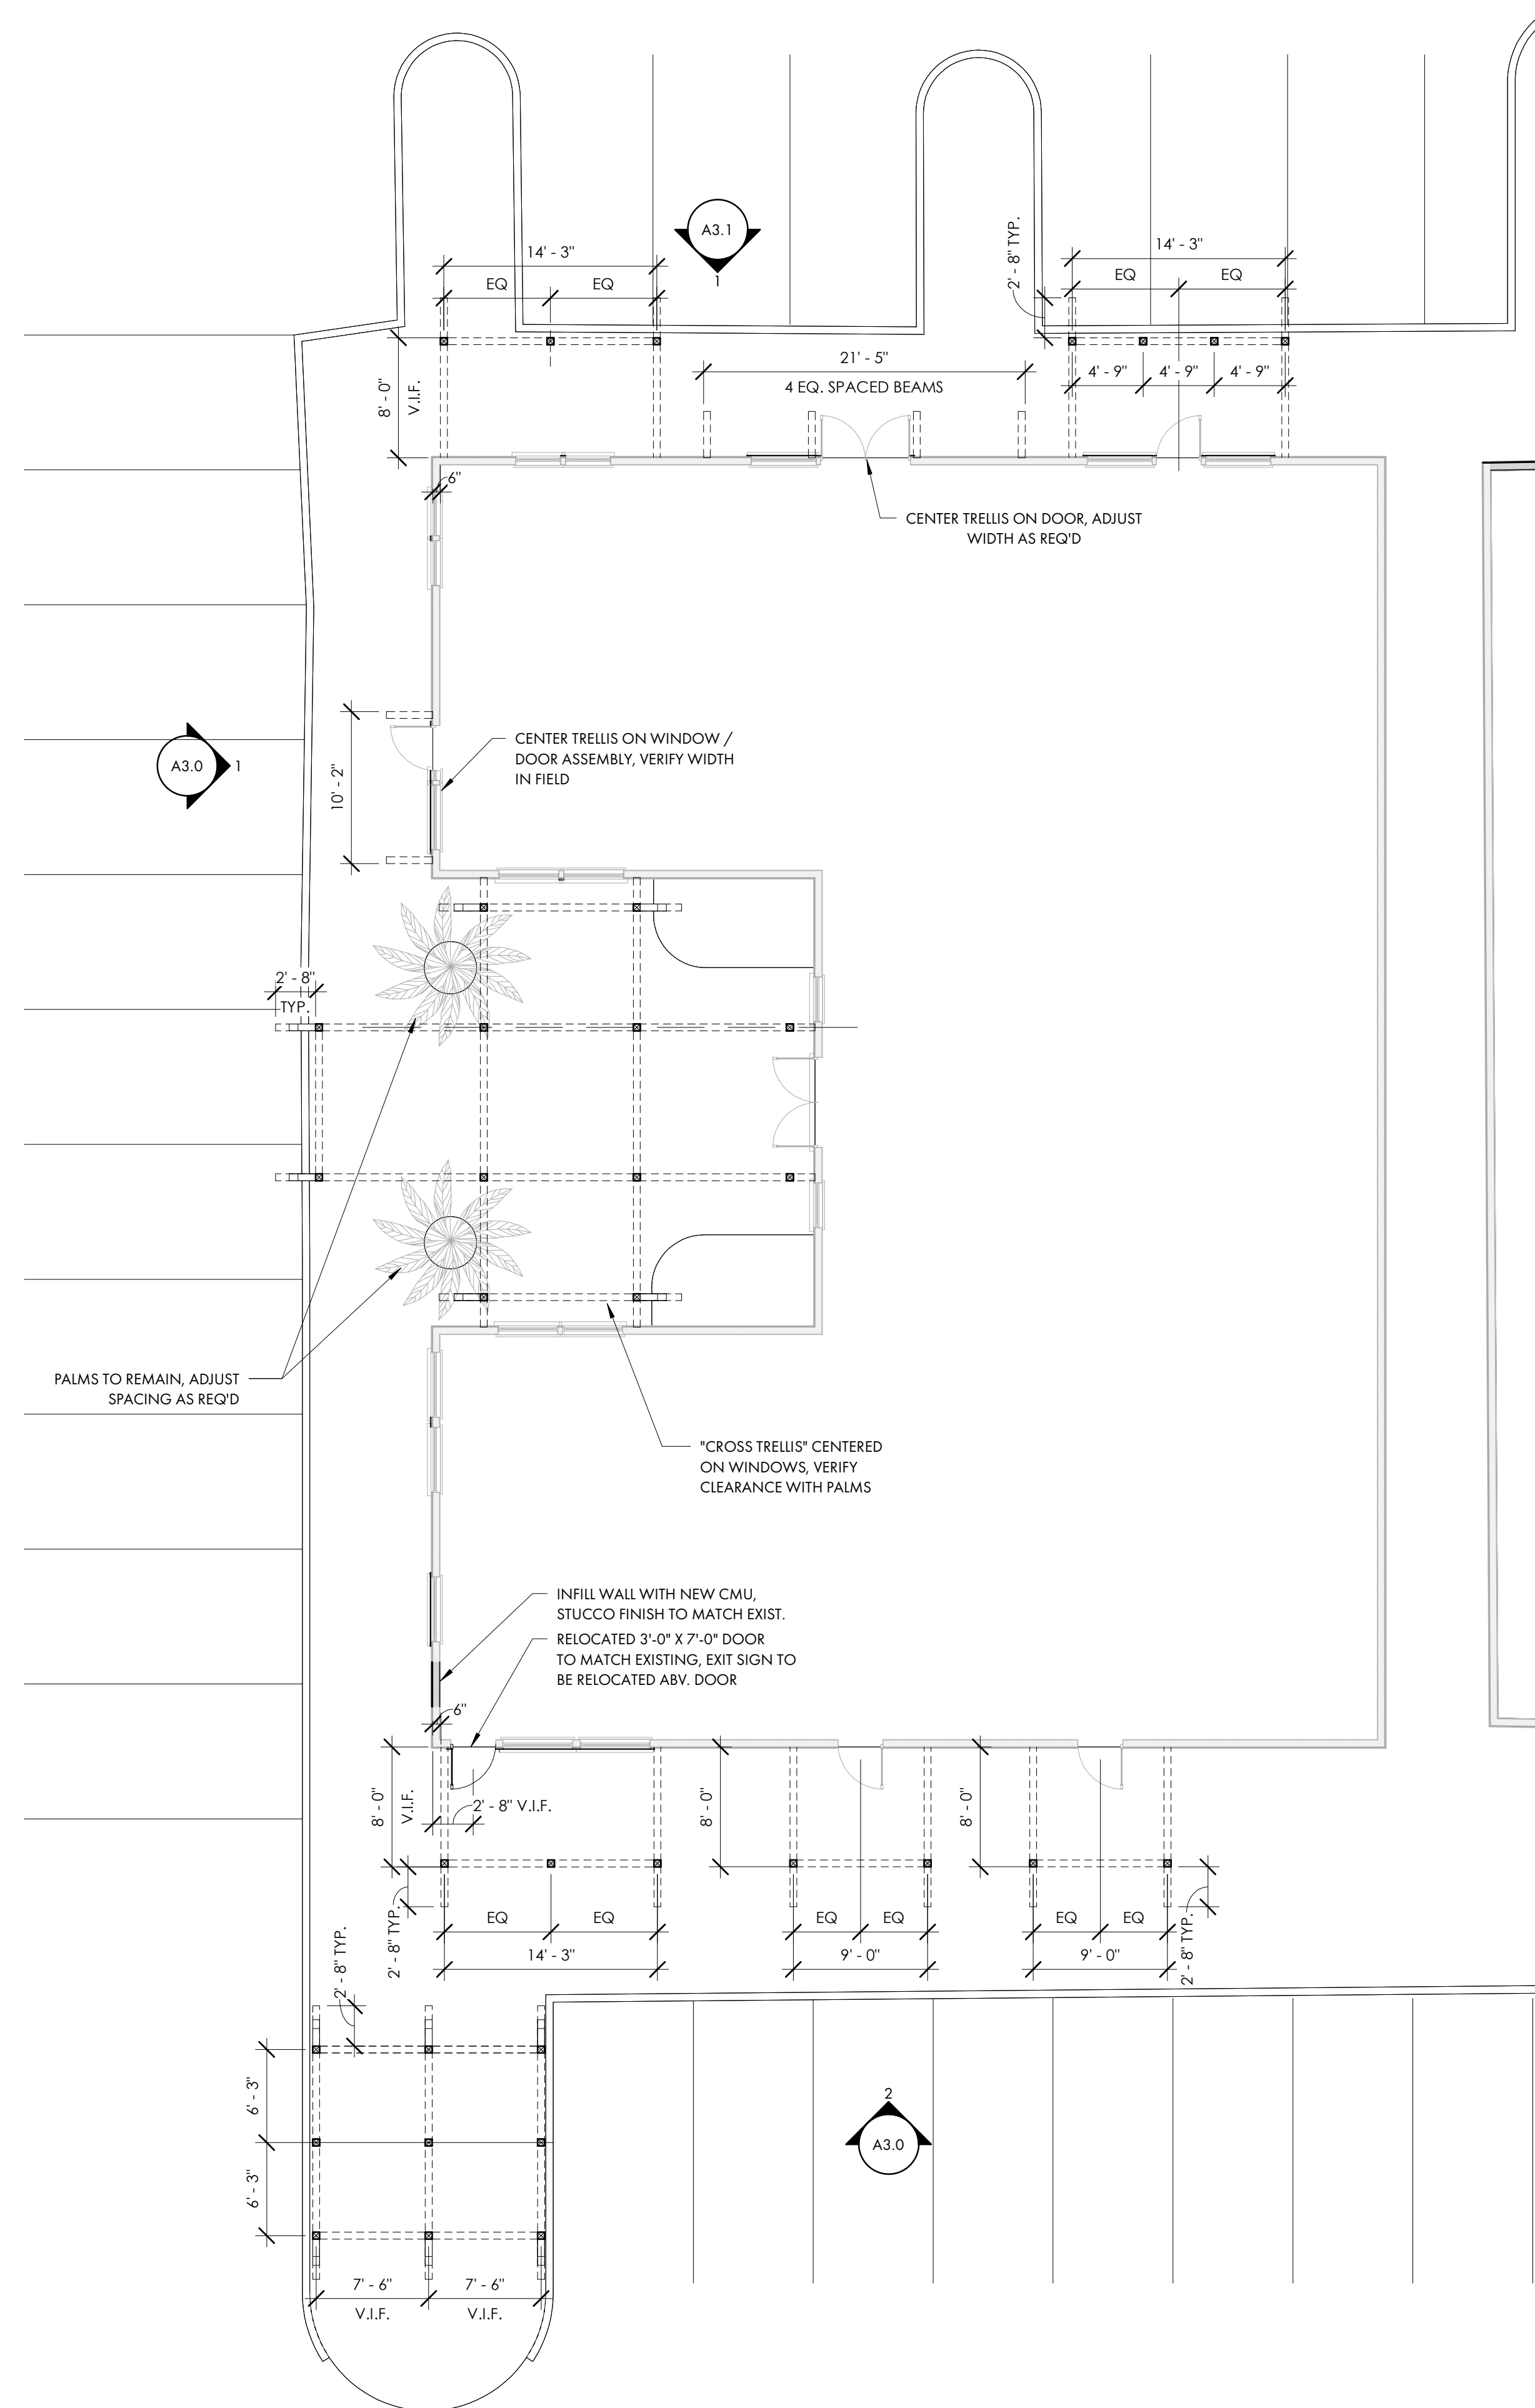 A3.1
1
14' - 3"
EQ
EQ
2' - 8" TYP.
14' - 3"
EQ
EQ
8' - 0"
V.I.F.
21' - 5"
4 EQ. SPACED BEAMS
4' - 9"
4' - 9"
4' - 9"
6"
CENTER TRELLIS ON DOOR, ADJUST
WIDTH AS REQ'D
A3.0
1
10' - 2"
CENTER TRELLIS ON WINDOW /
DOOR ASSEMBLY, VERIFY WIDTH
IN FIELD
2' - 8"
TYP.
PALMS TO REMAIN, ADJUST
SPACING AS REQ'D
"CROSS TRELLIS" CENTERED
ON WINDOWS, VERIFY
CLEARANCE WITH PALMS
INFILL WALL WITH NEW CMU,
STUCCO FINISH TO MATCH EXIST.
RELOCATED 3'-0" X 7'-0" DOOR
TO MATCH EXISTING, EXIT SIGN TO
BE RELOCATED ABV. DOOR
6"
8' - 0"
V.I.F.
2' - 8" V.I.F.
8' - 0"
8' - 0"
2' - 8" TYP.
EQ
EQ
14' - 3"
EQ
EQ
9' - 0"
EQ
EQ
9' - 0"
2' - 8" TYP.
2' - 8" TYP.
6' - 3"
6' - 3"
2
A3.0
7' - 6"
V.I.F.
7' - 6"
V.I.F.